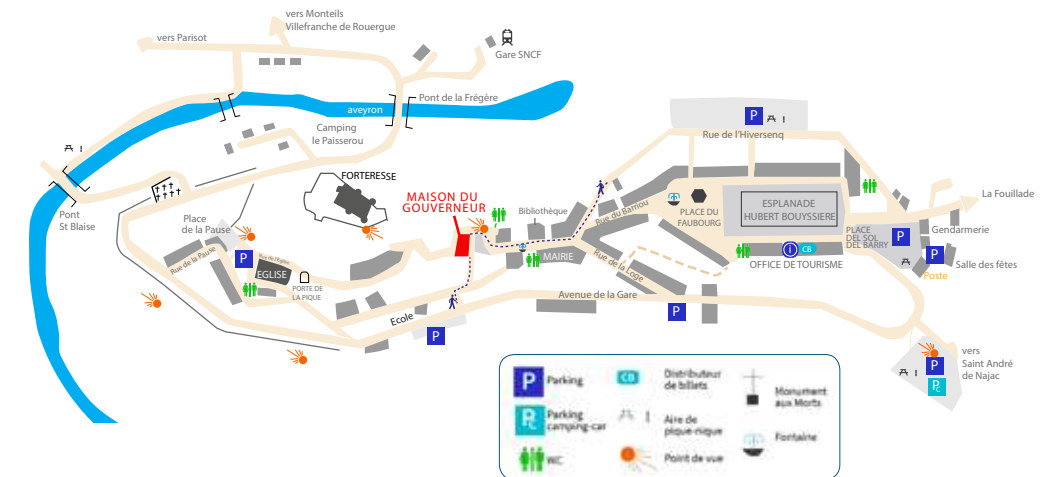 vers Monteils
Villefranche de Rouergue
vers Parisot
Gare SNCF
Pont de la Frégère
aveyron
Camping
le Paisserou
P
Rue de l'Hiversenq
FORTERESSE
MAISON DU
GOUVERNEUR
Bibliothèque
Rue du Barriou
PLACE DU
FAUBOURG
ESPLANADE
HUBERT BOUYSSIERE
La Fouillade
Pont
St Blaise
Place
de la Pause
Rue de la Pause
P
Rue de l'Eglise
EGLISE
PORTE DE
LA PIQUE
MAIRIE
Rue de la Loge
i
CB
OFFICE DE TOURISME
PLACE
DEL SOL
DEL BARRY
P
Gendarmerie
P
Salle des fêtes
Poste
Avenue de la Gare
P
Ecole
P
vers
Saint André
de Najac
P
PC
P
Parking
PC
Parking
camping-car
WC
CB
Distributeur
de billets
Aire de
pique-nique
Point de vue
Monument
aux Morts
Fontaine